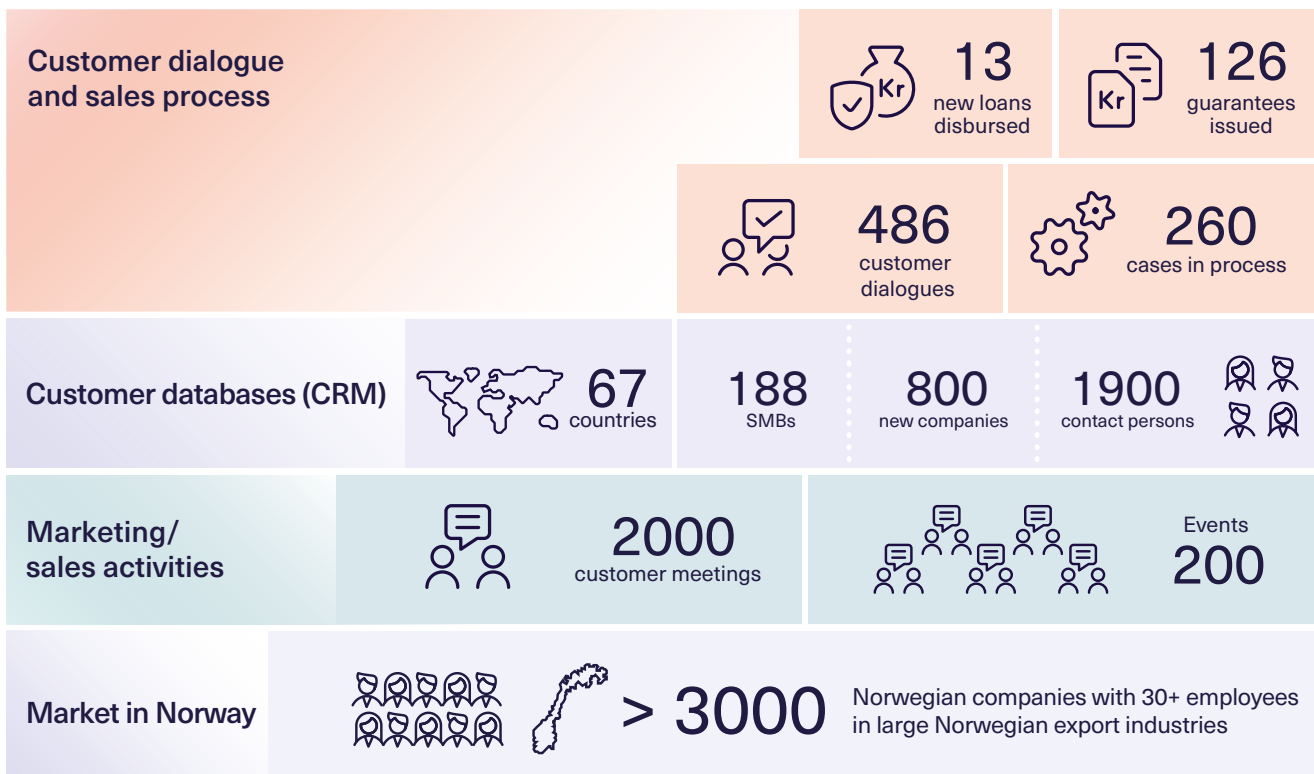 Customer dialogue
and sales process
Kr
13
new loans
disbursed
Kr
126
guarantees
issued
486
customer
dialogues
260
cases in process
Customer databases (CRM)
67
countries
188
SMBs
800
new companies
1900
contact persons
Marketing/
sales activities
2000
customer meetings
Events
200
Market in Norway
> 3000
Norwegian companies with 30+ employees
in large Norwegian export industries